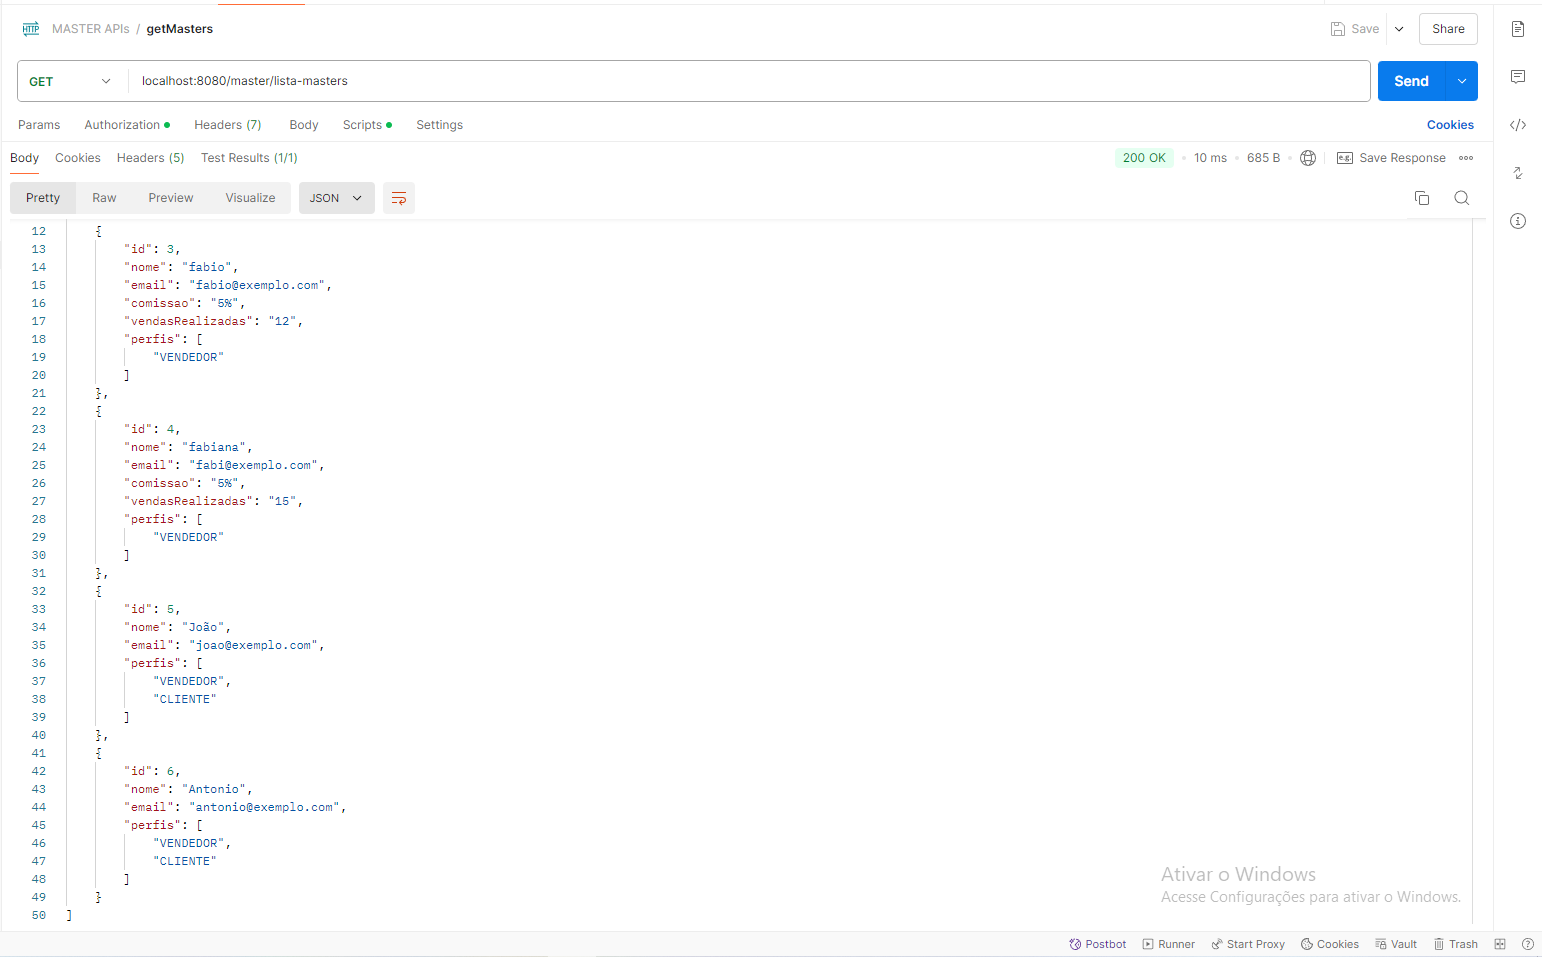 HTTP MASTER APIs / getMasters Save Share
GET localhost:8080/master/lista-masters Send
Params Authorization Headers (7) Body Scripts Settings Cookies
Body Cookies Headers (5) Test Results (1/1) 200 OK 10 ms 685 B e.g. Save Response
Pretty Raw Preview Visualize JSON
12 {
13 "id": 3,
14 "nome": "fabio",
15 "email": "fabio@exemplo.com",
16 "comissao": "5%",
17 "vendasRealizadas": "12",
18 "perfis": [
19 "VENDEDOR"
20 ]
21 },
22 {
23 "id": 4,
24 "nome": "fabiana",
25 "email": "fabi@exemplo.com",
26 "comissao": "5%",
27 "vendasRealizadas": "15",
28 "perfis": [
29 "VENDEDOR"
30 ]
31 },
32 {
33 "id": 5,
34 "nome": "João",
35 "email": "joao@exemplo.com",
36 "perfis": [
37 "VENDEDOR",
38 "CLIENTE"
39 ]
40 },
41 {
42 "id": 6,
43 "nome": "Antonio",
44 "email": "antonio@exemplo.com",
45 "perfis": [
46 "VENDEDOR",
47 "CLIENTE"
48 ]
49 }
50 ]
Ativar o Windows
Acesse Configurações para ativar o Windows.
Postbot Runner Start Proxy Cookies Vault Trash